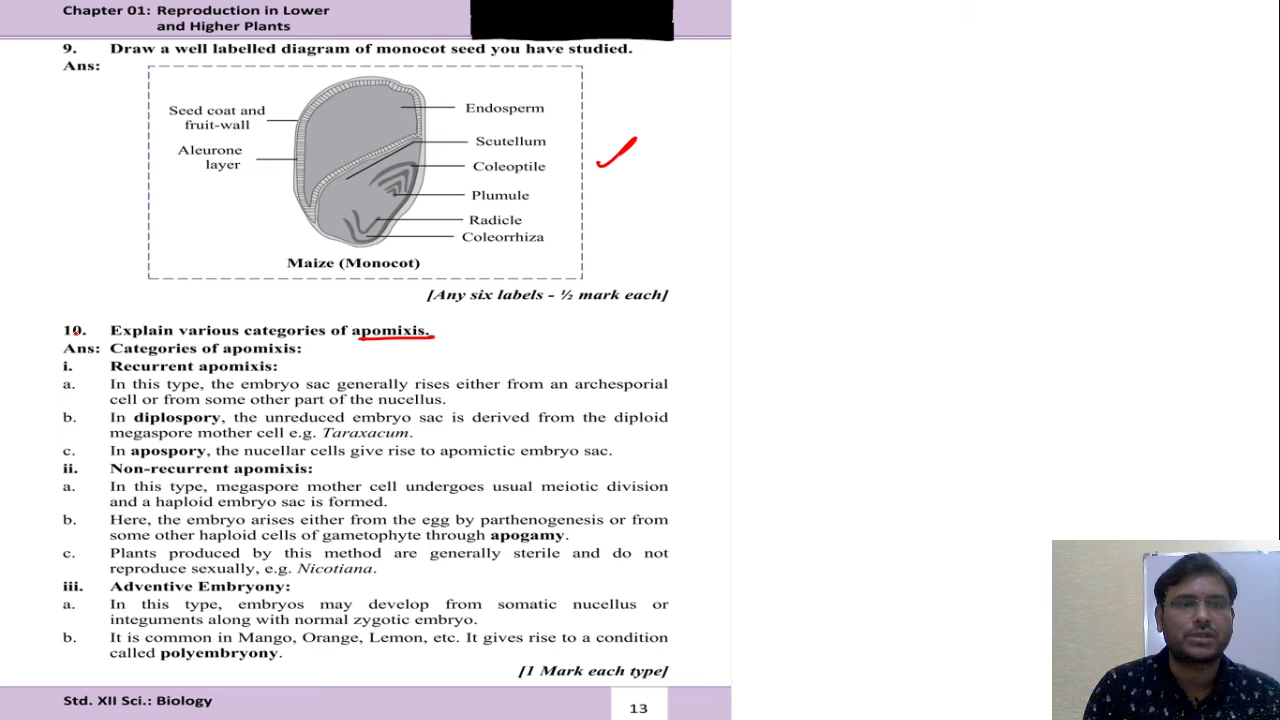 Chapter 01: Reproduction in Lower
and Higher Plants
9. Draw a well labelled diagram of monocot seed you have studied.
Ans:
Seed coat and
fruit-wall
Aleurone
layer
Endosperm
Scutellum
Coleoptile
Plumule
Radicle
Coleorrhiza
Maize (Monocot)
[Any six labels - ½ mark each]
10. Explain various categories of apomixis.
Ans: Categories of apomixis:
i. Recurrent apomixis:
a. In this type, the embryo sac generally rises either from an archesporial
cell or from some other part of the nucellus.
b. In diplospory, the unreduced embryo sac is derived from the diploid
megaspore mother cell e.g. Taraxacum.
c. In apospory, the nucellar cells give rise to apomictic embryo sac.
ii. Non-recurrent apomixis:
a. In this type, megaspore mother cell undergoes usual meiotic division
and a haploid embryo sac is formed.
b. Here, the embryo arises either from the egg by parthenogenesis or from
some other haploid cells of gametophyte through apogamy.
c. Plants produced by this method are generally sterile and do not
reproduce sexually, e.g. Nicotiana.
iii. Adventive Embryony:
a. In this type, embryos may develop from somatic nucellus or
integuments along with normal zygotic embryo.
b. It is common in Mango, Orange, Lemon, etc. It gives rise to a condition
called polyembryony.
[1 Mark each type]
Std. XII Sci.: Biology
13